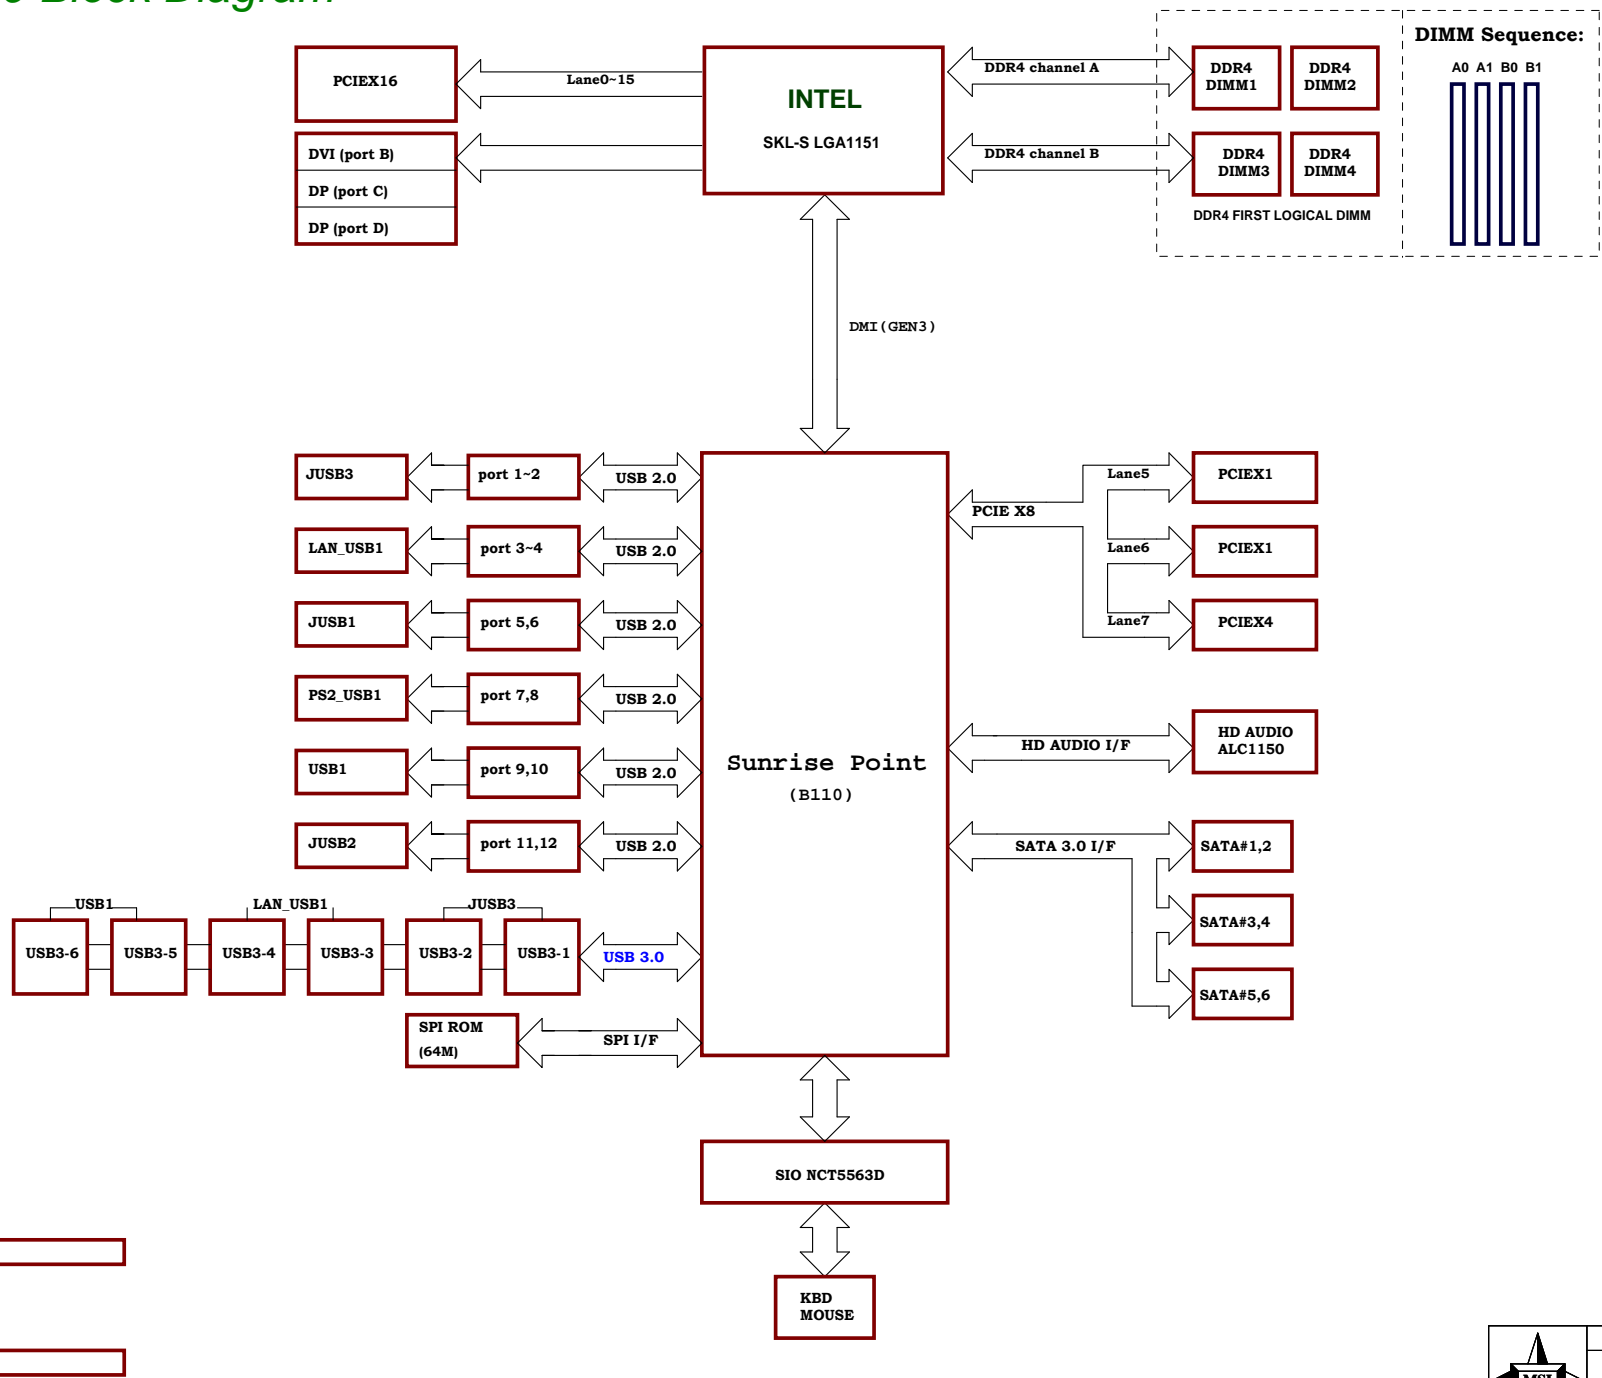 Block Diagram
DIMM Sequence:
A0 A1 B0 B1
PCIEX16
Lane0~15
INTEL
SKL-S LGA1151
DDR4 channel A
DDR4
DIMM1
DDR4
DIMM2
DVI (port B)
DP (port C)
DP (port D)
DDR4 channel B
DDR4
DIMM3
DDR4
DIMM4
DDR4 FIRST LOGICAL DIMM
DMI(GEN3)
JUSB3
port 1~2
USB 2.0
LAN_USB1
port 3~4
USB 2.0
JUSB1
port 5,6
USB 2.0
PS2_USB1
port 7,8
USB 2.0
USB1
port 9,10
USB 2.0
JUSB2
port 11,12
USB 2.0
Sunrise Point
(B110)
PCIE X8
Lane5
PCIEX1
Lane6
PCIEX1
Lane7
PCIEX4
HD AUDIO I/F
HD AUDIO
ALC1150
SATA 3.0 I/F
SATA#1,2
SATA#3,4
SATA#5,6
USB1
LAN_USB1
JUSB3
USB3-6
USB3-5
USB3-4
USB3-3
USB3-2
USB3-1
USB 3.0
SPI ROM
(64M)
SPI I/F
SIO NCT5563D
KBD
MOUSE
MSI